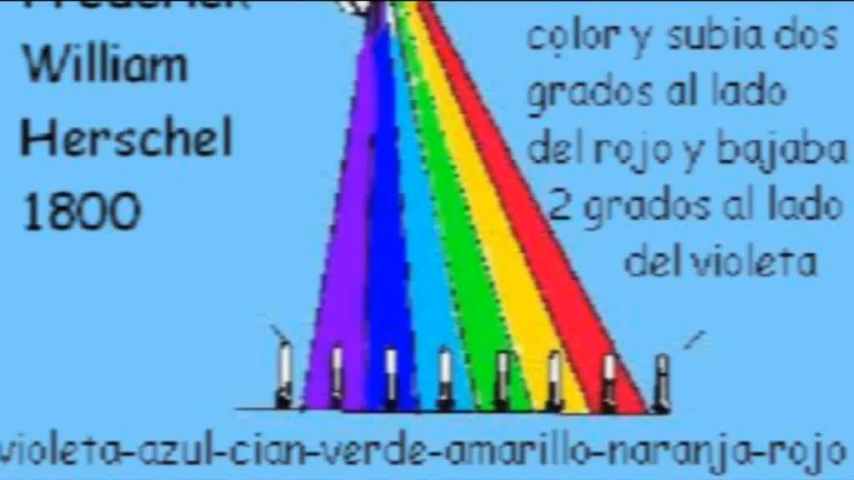 Frederick
William
Herschel
1800
color y subia dos
grados al lado
del rojo y bajaba
2 grados al lado
del violeta
violeta-azul-cian-verde-amarillo-naranja-rojo